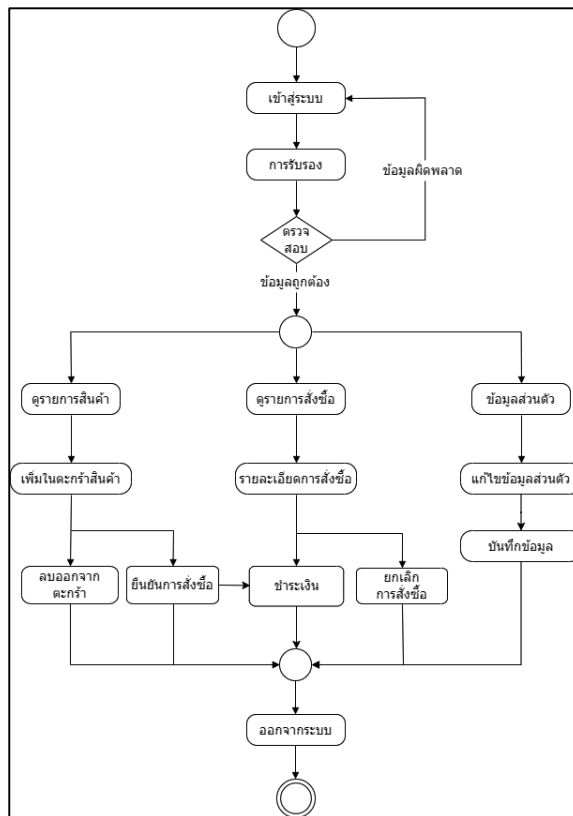 เข้าสู่ระบบ
การรับรอง
ข้อมูลผิดพลาด
ตรวจ
สอบ
ข้อมูลถูกต้อง
ดูรายการสินค้า
ดูรายการสั่งซื้อ
ข้อมูลส่วนตัว
เพิ่มในตะกร้าสินค้า
รายละเอียดการสั่งซื้อ
แก้ไขข้อมูลส่วนตัว
บันทึกข้อมูล
ลบออกจาก
ตะกร้า
ยืนยันการสั่งซื้อ
ชำระเงิน
ยกเลิก
การสั่งซื้อ
ออกจากระบบ